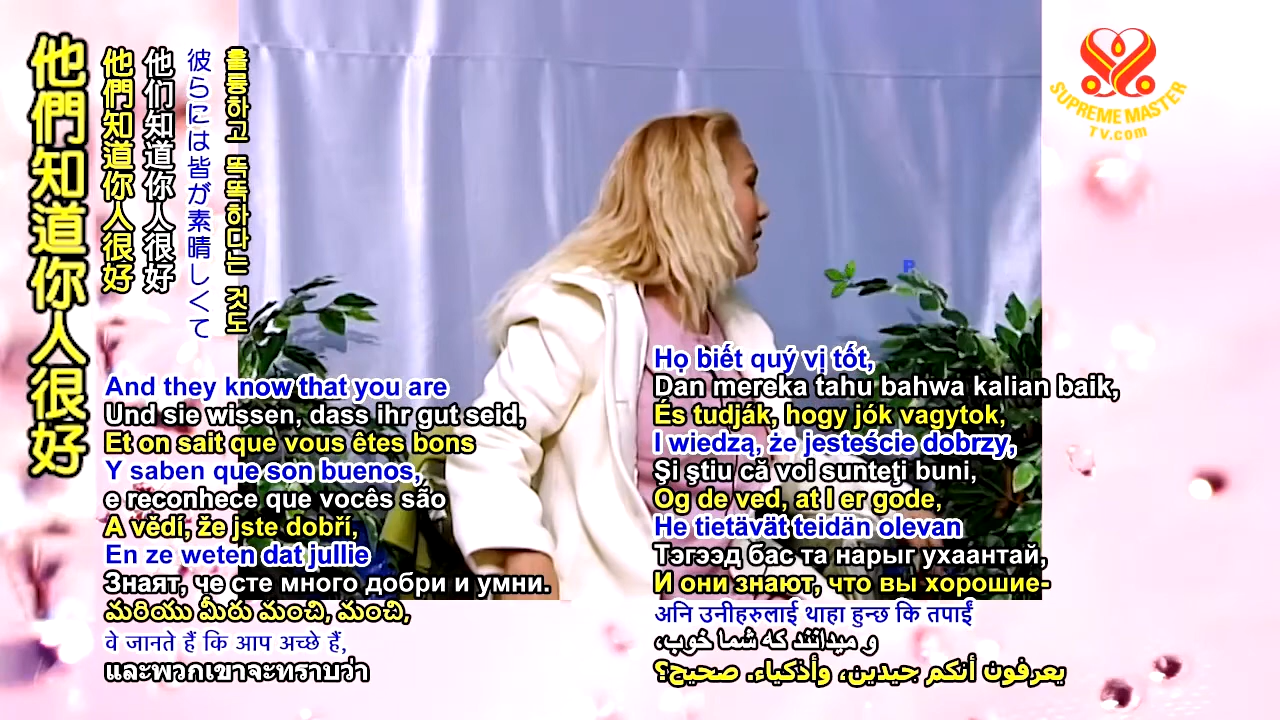 他們知道你人很好
他們知道你人很好
他们知道你人很好
彼らには皆が素晴しくて
훌륭하고 똑똑하다는 것도
SUPREME MASTER
TV.com
P
And they know that you are
Und sie wissen, dass ihr gut seid,
Et on sait que vous êtes bons
Y saben que son buenos,
e reconhece que vocês são
A vědí, že jste dobří,
En ze weten dat jullie
Знаят, че сте много добри и умни.
మరియు మీరు మంచి, మంచి,
वे जानते हैं कि आप अच्छे हैं,
และพวกเขาจะทราบว่า
Họ biết quý vị tốt,
Dan mereka tahu bahwa kalian baik,
És tudják, hogy jók vagytok,
I wiedzą, że jesteście dobrzy,
Şi ştiu că voi sunteţi buni,
Og de ved, at I er gode,
He tietävät teidän olevan
Тэгээд бас та нарыг ухаантай,
И они знают, что вы хорошие-
अनि उनीहरुलाई थाहा हुन्छ कि तपाईं
و میدانند که شما خوب،
يعرفون أنكم جيدين، وأذكياء. صحيح؟